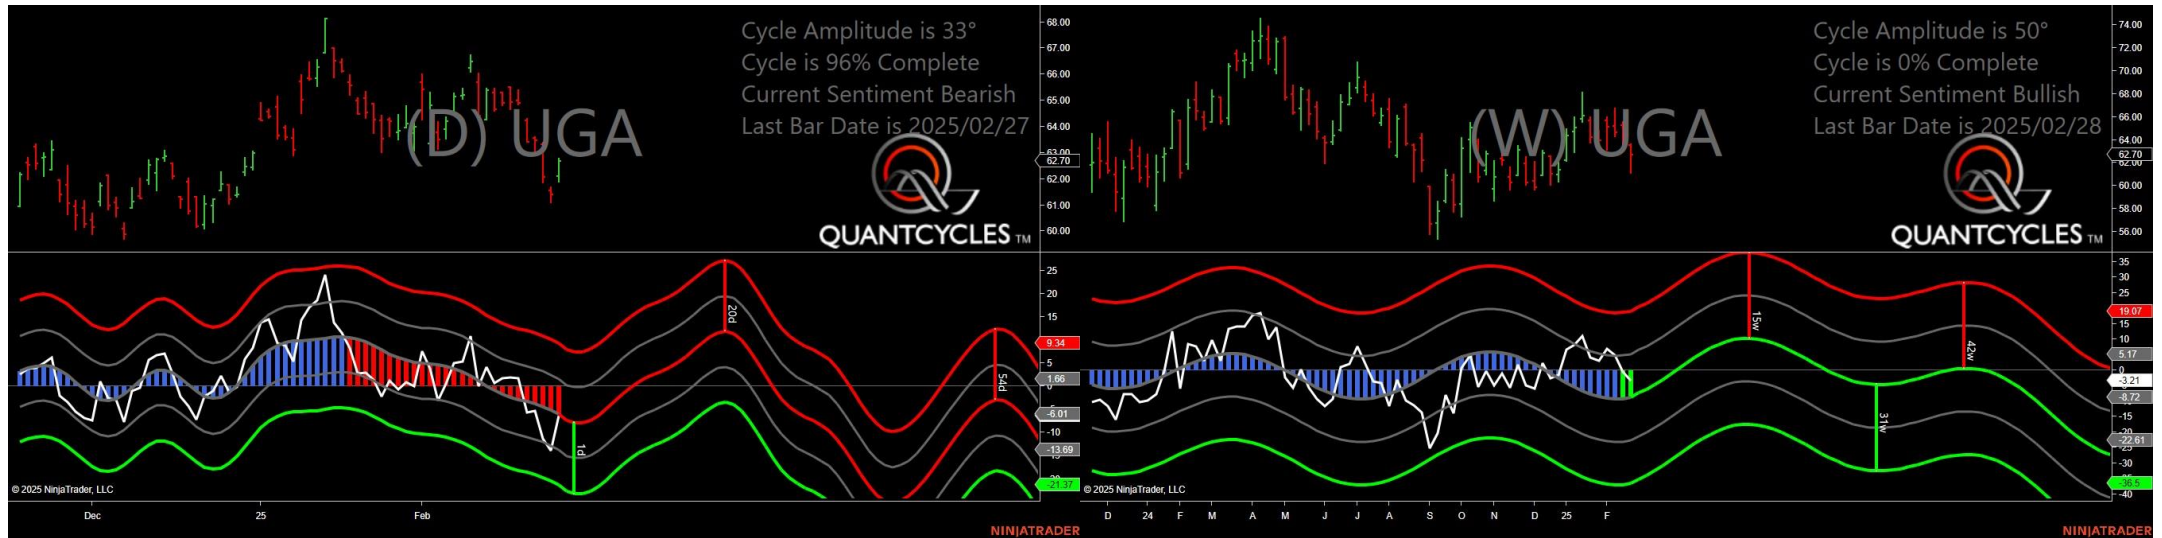 Cycle Amplitude is 33°
Cycle is 96% Complete
Current Sentiment Bearish
Last Bar Date is 2025/02/27
(D) UGA
QUANTCYCLES TM
68.00
67.00
66.00
65.00
64.00
63.00
62.70
62.00
61.00
60.00
25
20
15
9.34
5
1.66
0
-6.01
-10
-13.69
-21.37
20d
54d
1d
© 2025 NinjaTrader, LLC
Dec 25 Feb
NINJATRADER
Cycle Amplitude is 50°
Cycle is 0% Complete
Current Sentiment Bullish
Last Bar Date is 2025/02/28
(W) UGA
QUANTCYCLES TM
74.00
72.00
70.00
68.00
66.00
64.00
62.70
62.00
60.00
58.00
56.00
35
30
25
19.07
15
10
5.17
0
-3.21
-8.72
-15
-22.61
-30
-36.5
-40
15w
42w
31w
© 2025 NinjaTrader, LLC
D 24 F M A M J J A S O N D 25 F
NINJATRADER